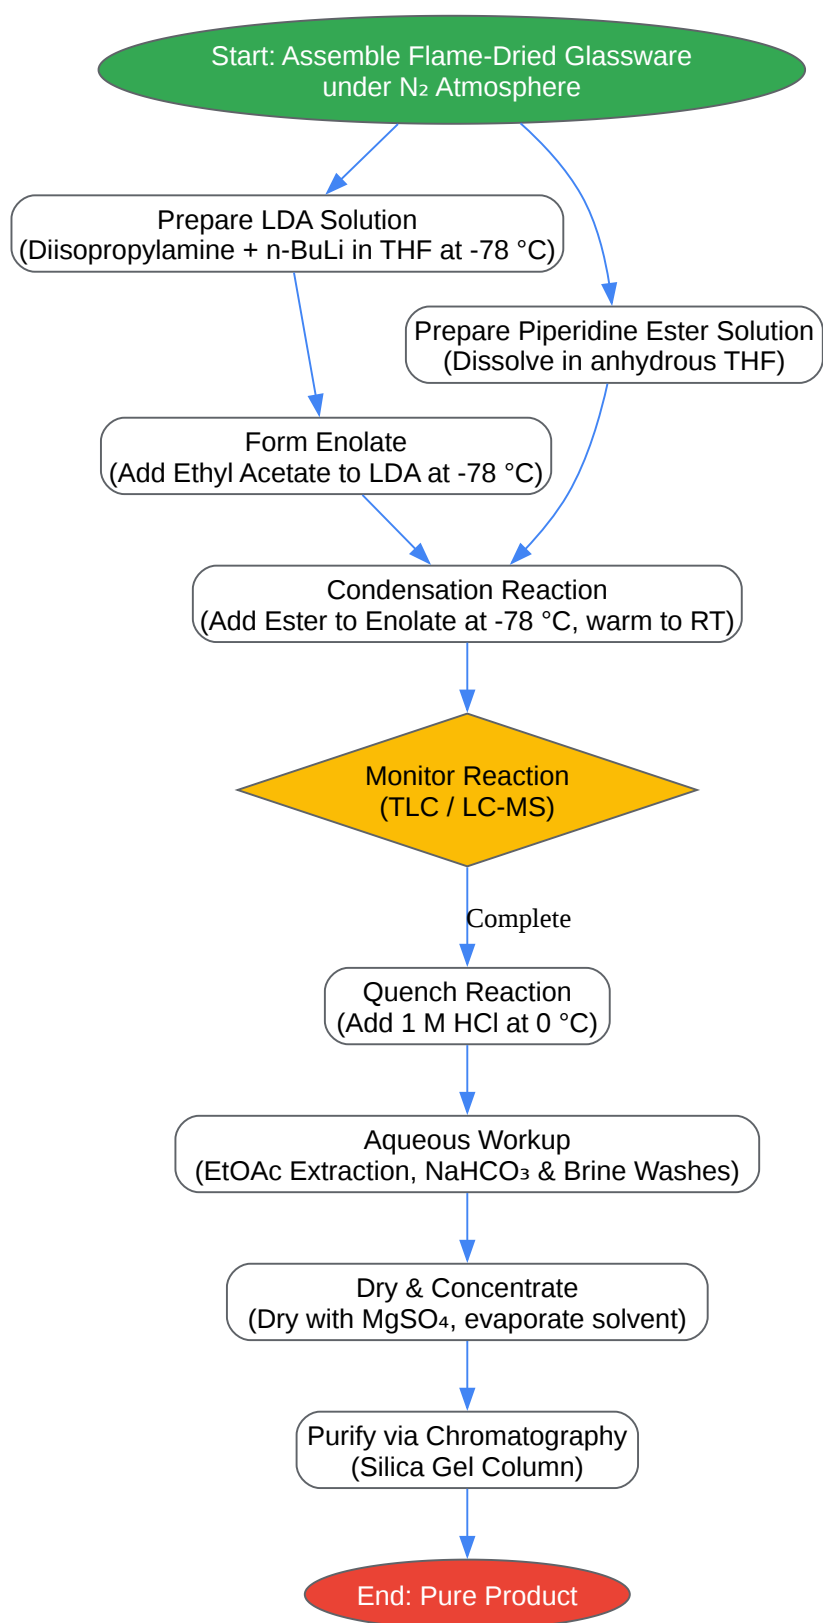 Start: Assemble Flame-Dried Glassware
under N₂ Atmosphere
Prepare LDA Solution
(Diisopropylamine + n-BuLi in THF at -78 °C)
Prepare Piperidine Ester Solution
(Dissolve in anhydrous THF)
Form Enolate
(Add Ethyl Acetate to LDA at -78 °C)
Condensation Reaction
(Add Ester to Enolate at -78 °C, warm to RT)
Monitor Reaction
(TLC / LC-MS)
Complete
Quench Reaction
(Add 1 M HCl at 0 °C)
Aqueous Workup
(EtOAc Extraction, NaHCO₃ & Brine Washes)
Dry & Concentrate
(Dry with MgSO₄, evaporate solvent)
Purify via Chromatography
(Silica Gel Column)
End: Pure Product